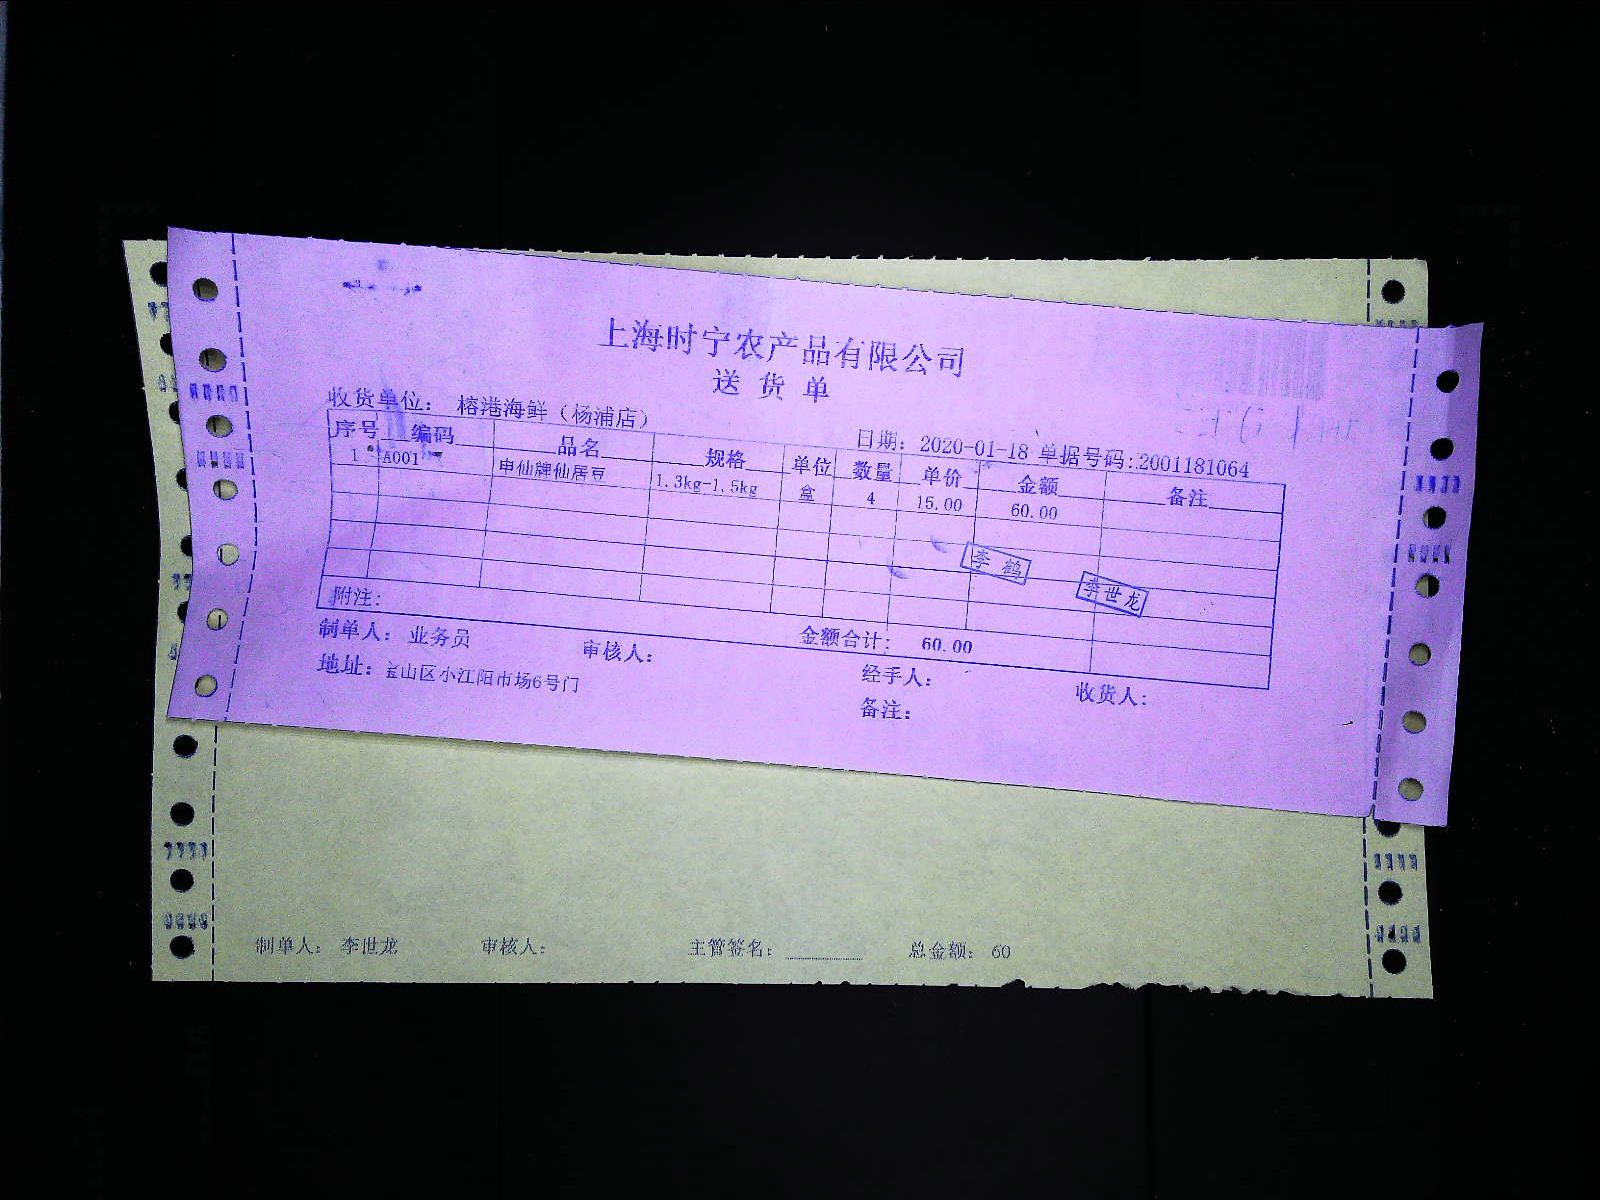 上海时宁农产品有限公司
送 货 单
收货单位： 榕港海鲜（杨浦店）
日期：2020-01-18 单据号码:2001181064
序号 编码 品名 规格 单位 数量 单价 金额 备注
1 A001 申仙牌仙居豆 1.3kg-1.5kg 盒 4 15.00 60.00
李 鹤
李世龙
附注：
金额合计： 60.00
制单人： 业务员 审核人： 经手人： 收货人：
地址：宝山区小江阳市场6号门 备注：
制单人： 李世龙 审核人： 主管签名： 总金额： 60